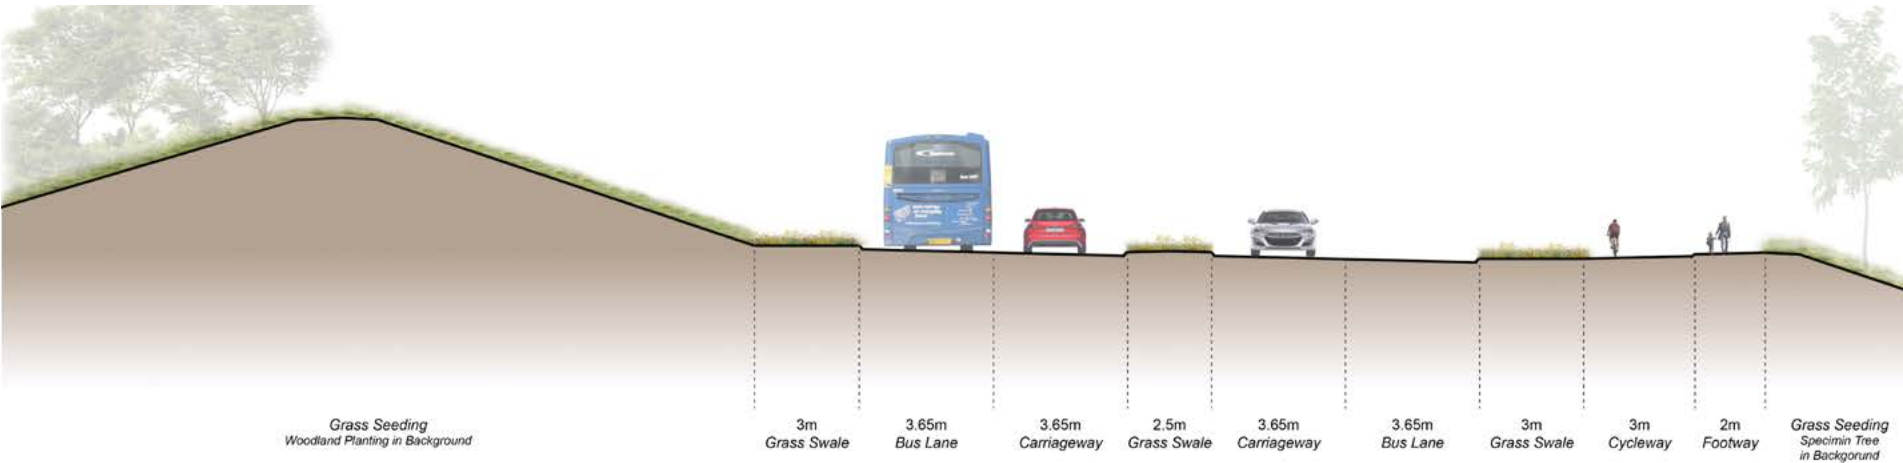 Grass Seeding
Woodland Planting in Background
3m
Grass Swale
3.65m
Bus Lane
3.65m
Carriageway
2.5m
Grass Swale
3.65m
Carriageway
3.65m
Bus Lane
3m
Grass Swale
3m
Cycleway
2m
Footway
Grass Seeding
Specimin Tree
in Backgorund